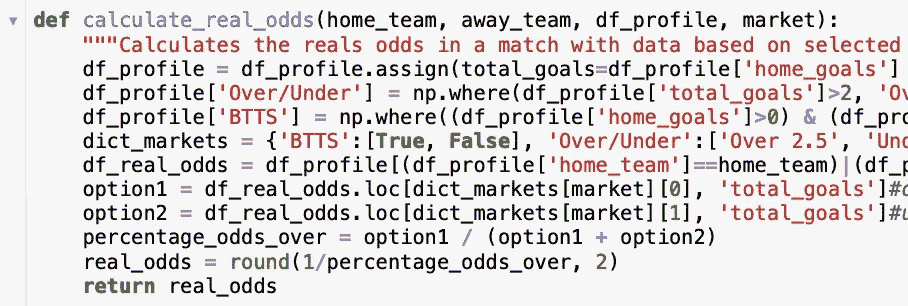 def calculate_real_odds(home_team, away_team, df_profile, market):
    """Calculates the reals odds in a match with data based on selected
    df_profile = df_profile.assign(total_goals=df_profile['home_goals']
    df_profile['Over/Under'] = np.where(df_profile['total_goals']>2, 'Ov
    df_profile['BTTS'] = np.where((df_profile['home_goals']>0) & (df_pro
    dict_markets = {'BTTS':[True, False], 'Over/Under':['Over 2.5', 'Und
    df_real_odds = df_profile[(df_profile['home_team']==home_team)|(df_p
    option1 = df_real_odds.loc[dict_markets[market][0], 'total_goals']#o
    option2 = df_real_odds.loc[dict_markets[market][1], 'total_goals']#u
    percentage_odds_over = option1 / (option1 + option2)
    real_odds = round(1/percentage_odds_over, 2)
    return real_odds